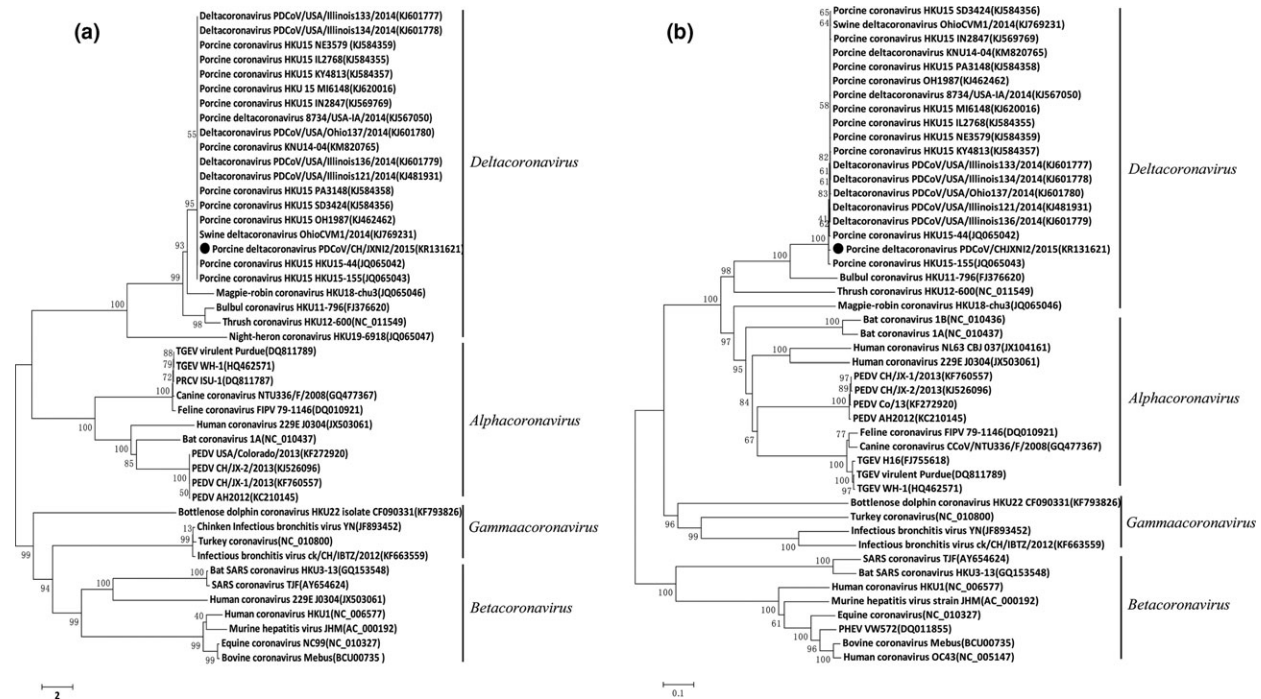 (a)
Deltacoronavirus PDCoV/USA/Illinois133/2014(KJ601777)
Deltacoronavirus PDCoV/USA/Illinois134/2014(KJ601778)
Porcine coronavirus HKU15 NE3579 (KJ584359)
Porcine coronavirus HKU15 IL2768(KJ584355)
Porcine coronavirus HKU15 KY4813(KJ584357)
Porcine coronavirus HKU 15 MI6148(KJ620016)
Porcine coronavirus HKU15 IN2847(KJ569769)
Porcine deltacoronavirus 8734/USA-IA/2014(KJ567050)
55
Deltacoronavirus PDCoV/USA/Ohio137/2014(KJ601780)
Porcine coronavirus KNU14-04(KM820765)
Deltacoronavirus PDCoV/USA/Illinois136/2014(KJ601779)
Deltacoronavirus PDCoV/USA/Illinois121/2014(KJ481931)
Porcine coronavirus HKU15 PA3148(KJ584358)
95
Porcine coronavirus HKU15 SD3424(KJ584356)
Porcine coronavirus HKU15 OH1987(KJ462462)
Swine deltacoronavirus OhioCVM1/2014(KJ769231)
93
Porcine deltacoronavirus PDCoV/CH/JXNI2/2015(KR131621)
Porcine coronavirus HKU15 HKU15-44(JQ065042)
99
Porcine coronavirus HKU15 HKU15-155(JQ065043)
Magpie-robin coronavirus HKU18-chu3(JQ065046)
100
Bulbul coronavirus HKU11-796(FJ376620)
98
Thrush coronavirus HKU12-600(NC_011549)
Night-heron coronavirus HKU19-6918(JQ065047)
Deltacoronavirus
88
TGEV virulent Purdue(DQ811789)
79
TGEV WH-1(HQ462571)
72
PRCV ISU-1(DQ811787)
100
Canine coronavirus NTU336/F/2008(GQ477367)
Feline coronavirus FIPV 79-1146(DQ010921)
100
Human coronavirus 229E J0304(JX503061)
100
Bat coronavirus 1A(NC_010437)
85
PEDV USA/Colorado/2013(KF272920)
PEDV CH/JX-2/2013(KJ526096)
100
PEDV CH/JX-1/2013(KF760557)
50
PEDV AH2012(KC210145)
Alphacoronavirus
Bottlenose dolphin coronavirus HKU22 isolate CF090331(KF793826)
99
13
Chinken Infectious bronchitis virus YN(JF893452)
99
Turkey coronavirus(NC_010800)
Infectious bronchitis virus ck/CH/IBTZ/2012(KF663559)
Gammaacoronavirus
94
100
Bat SARS coronavirus HKU3-13(GQ153548)
100
SARS coronavirus TJF(AY654624)
Human coronavirus 229E J0304(JX503061)
99
40
Human coronavirus HKU1(NC_006577)
Murine hepatitis virus JHM(AC_000192)
99
Equine coronavirus NC99(NC_010327)
99
Bovine coronavirus Mebus(BCU00735 )
Betacoronavirus
2
(b)
65
Porcine coronavirus HKU15 SD3424(KJ584356)
64
Swine deltacoronavirus OhioCVM1/2014(KJ769231)
Porcine coronavirus HKU15 IN2847(KJ569769)
Porcine deltacoronavirus KNU14-04(KM820765)
Porcine coronavirus HKU15 PA3148(KJ584358)
Porcine coronavirus OH1987(KJ462462)
Porcine deltacoronavirus 8734/USA-IA/2014(KJ567050)
58
Porcine coronavirus HKU15 MI6148(KJ620016)
Porcine coronavirus HKU15 IL2768(KJ584355)
Porcine coronavirus HKU15 NE3579(KJ584359)
Porcine coronavirus HKU15 KY4813(KJ584357)
82
Deltacoronavirus PDCoV/USA/Illinois133/2014(KJ601777)
61
Deltacoronavirus PDCoV/USA/Illinois134/2014(KJ601778)
61
Deltacoronavirus PDCoV/USA/Ohio137/2014(KJ601780)
83
Deltacoronavirus PDCoV/USA/Illinois121/2014(KJ481931)
41
Deltacoronavirus PDCoV/USA/Illinois136/2014(KJ601779)
Porcine coronavirus HKU15-44(JQ065042)
100
Porcine deltacoronavirus PDCoV/CHJXNI2/2015(KR131621)
100
Porcine coronavirus HKU15-155(JQ065043)
98
Bulbul coronavirus HKU11-796(FJ376620)
Thrush coronavirus HKU12-600(NC_011549)
100
Magpie-robin coronavirus HKU18-chu3(JQ065046)
Deltacoronavirus
97
100
Bat coronavirus 1B(NC_010436)
Bat coronavirus 1A(NC_010437)
95
100
Human coronavirus NL63 CBJ 037(JX104161)
Human coronavirus 229E J0304(JX503061)
97
PEDV CH/JX-1/2013(KF760557)
89
PEDV CH/JX-2/2013(KJ526096)
84
100
PEDV Co/13(KF272920)
PEDV AH2012(KC210145)
67
77
Feline coronavirus FIPV 79-1146(DQ010921)
Canine coronavirus CCoV/NTU336/F/2008(GQ477367)
100
TGEV H16(FJ755618)
100
TGEV virulent Purdue(DQ811789)
97
TGEV WH-1(HQ462571)
Alphacoronavirus
Bottlenose dolphin coronavirus HKU22 CF090331(KF793826)
96
Turkey coronavirus(NC_010800)
99
Infectious bronchitis virus YN(JF893452)
100
Infectious bronchitis virus ck/CH/IBTZ/2012(KF663559)
Gammaacoronavirus
100
SARS coronavirus TJF(AY654624)
Bat SARS coronavirus HKU3-13(GQ153548)
100
Human coronavirus HKU1(NC_006577)
100
Murine hepatitis virus strain JHM(AC_000192)
61
Equine coronavirus(NC_010327)
100
PHEV VW572(DQ011855)
96
Bovine coronavirus Mebus(BCU00735)
100
Human coronavirus OC43(NC_005147)
Betacoronavirus
0.1